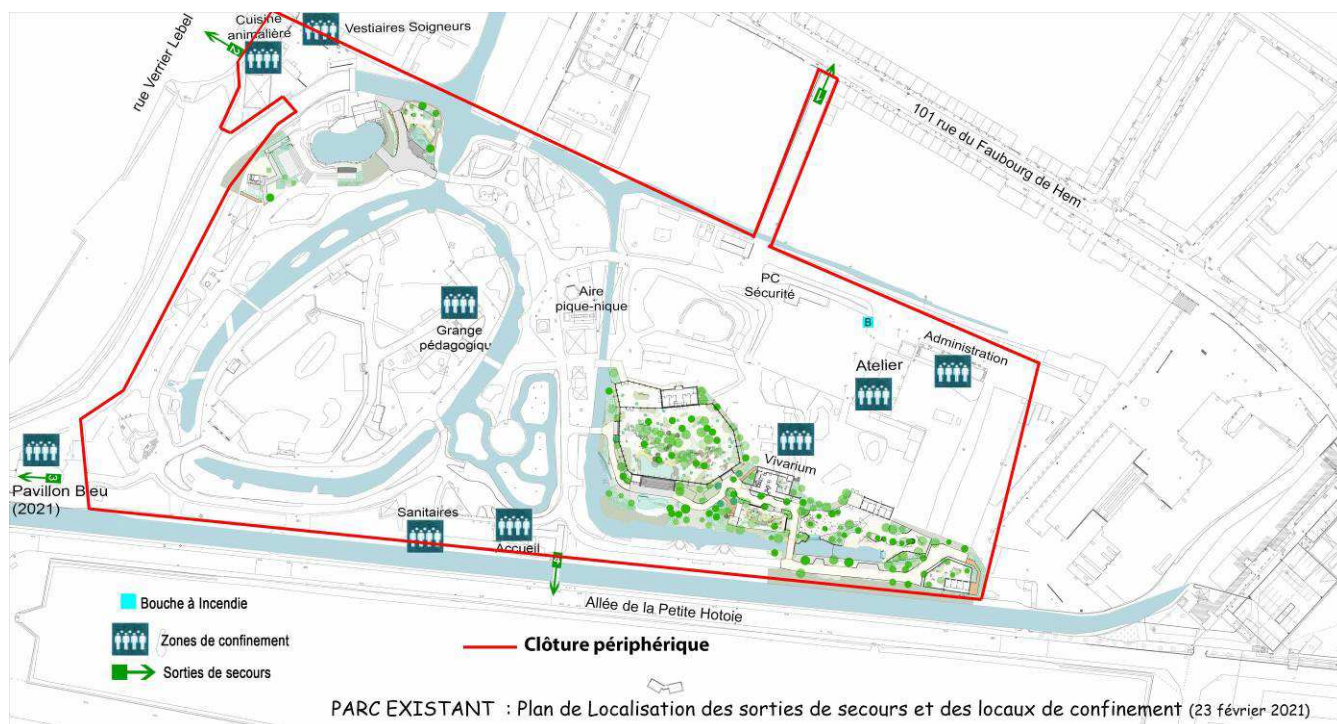 Cuisine
animalière
Vestiaires Soigneurs
rue Verrier Lebel
2
1
101 rue du Faubourg de Hem
PC
Sécurité
Aire
pique-nique
Grange
pédagogiqu
Administration
Atelier
Vivarium
3
Pavillon Bleu
(2021)
Sanitaires
Accueil
Allée de la Petite Hotoie
Bouche à Incendie
Zones de confinement
Clôture périphérique
Sorties de secours
PARC EXISTANT : Plan de Localisation des sorties de secours et des locaux de confinement (23 février 2021)